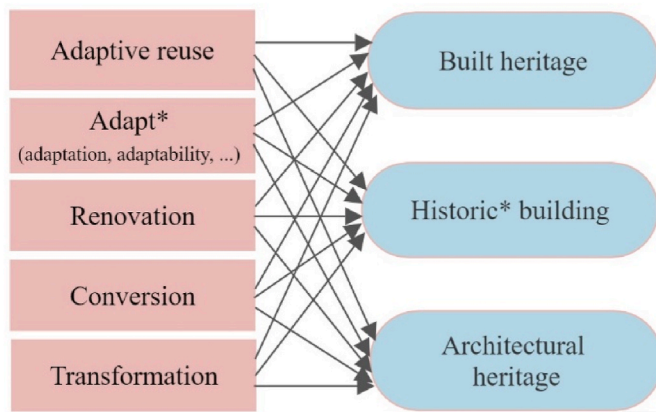 Adaptive reuse
Adapt*
(adaptation, adaptability, ...)
Renovation
Conversion
Transformation
Built heritage
Historic* building
Architectural
heritage